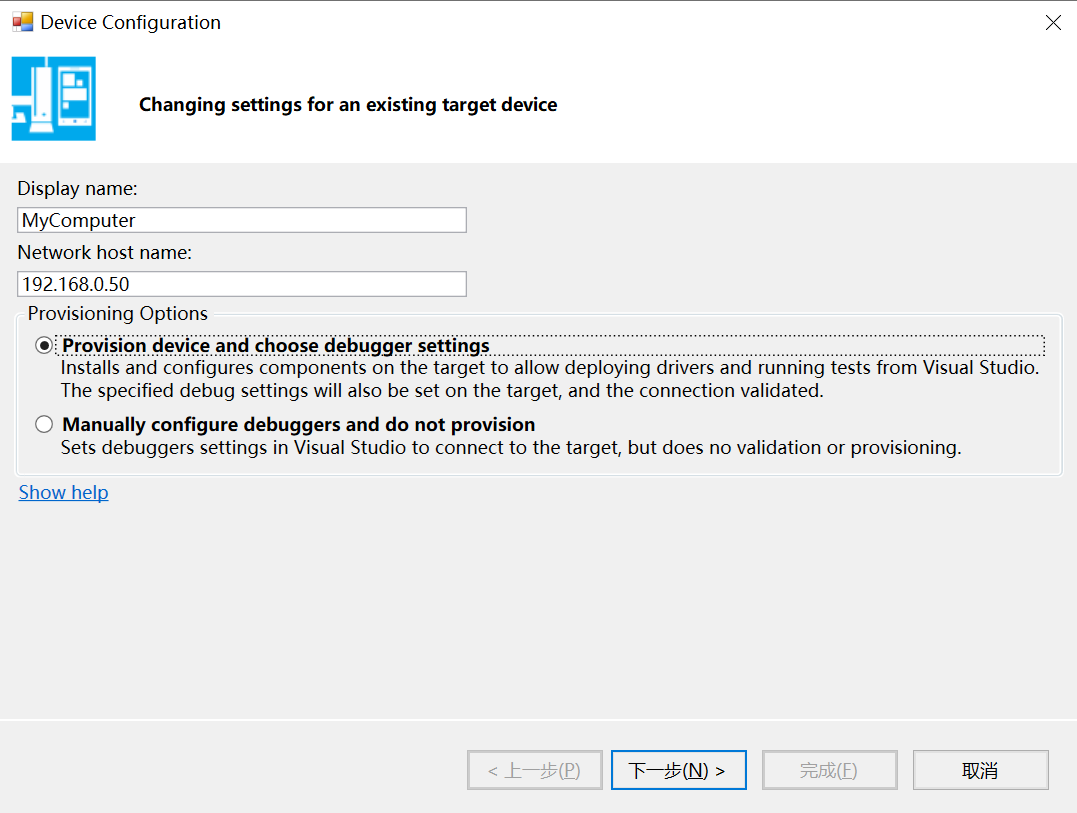 Device Configuration
Changing settings for an existing target device
Display name:
MyComputer
Network host name:
192.168.0.50
Provisioning Options
Provision device and choose debugger settings
Installs and configures components on the target to allow deploying drivers and running tests from Visual Studio.
The specified debug settings will also be set on the target, and the connection validated.
Manually configure debuggers and do not provision
Sets debuggers settings in Visual Studio to connect to the target, but does no validation or provisioning.
Show help
< 上一步(P)
下一步(N) >
完成(F)
取消